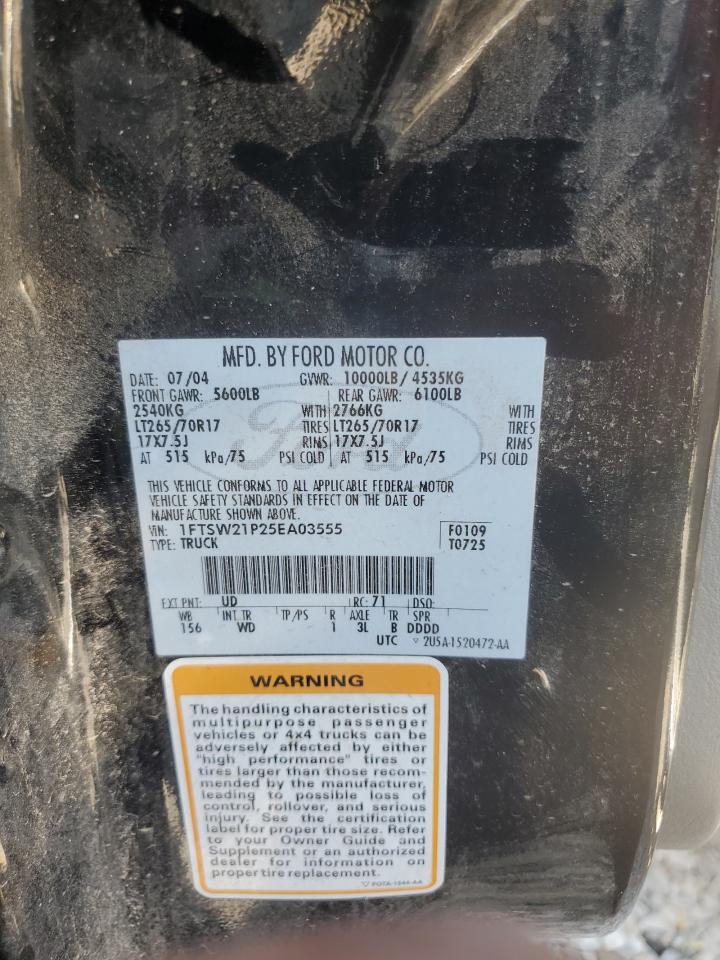 MFD. BY FORD MOTOR CO.
DATE: 07/04 GVWR: 10000LB/ 4535KG
FRONT GAWR: 5600LB REAR GAWR: 6100LB
2540KG WITH 2766KG WITH
LT265/70R17 TIRES LT265/70R17 TIRES
17X7.5J RIMS 17X7.5J RIMS
AT 515 kPa/75 PSI COLD AT 515 kPa/75 PSI COLD
Ford
THIS VEHICLE CONFORMS TO ALL APPLICABLE FEDERAL MOTOR
VEHICLE SAFETY STANDARDS IN EFFECT ON THE DATE OF
MANUFACTURE SHOWN ABOVE.
VIN: 1FTSW21P25EA03555 F0109
TYPE: TRUCK T0725
EXT PNT: UD RC: 71 DSO:
WB INT TR TP/PS R AXLE TR SPR
156 WD 1 3L B DDDD
UTC ▽ 2U5A-1520472-AA
WARNING
The handling characteristics of
multipurpose passenger
vehicles or 4x4 trucks can be
adversely affected by either
"high performance" tires or
tires larger than those recom-
mended by the manufacturer,
leading to possible loss of
control, rollover, and serious
injury. See the certification
label for proper tire size. Refer
to your Owner Guide and
Supplement or an authorized
dealer for information on
proper tire replacement.